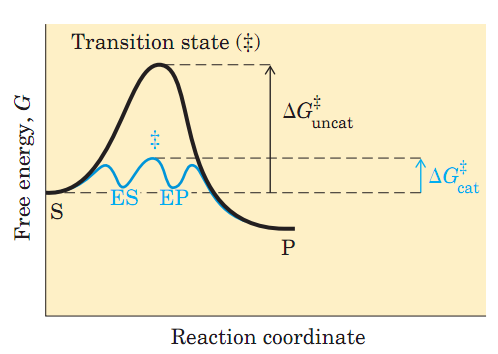 Transition state (‡)
Free energy, G
ΔG‡uncat
‡
ΔG‡cat
S
ES
EP
P
Reaction coordinate